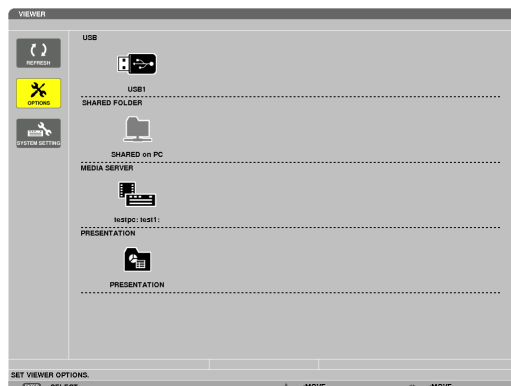 VIEWER
USB
REFRESH
USB1
OPTIONS
SHARED FOLDER
SYSTEM SETTING
SHARED on PC
MEDIA SERVER
testpc: test1:
PRESENTATION
PRESENTATION
SET VIEWER OPTIONS.
:SELECT :MOVE :MOVE